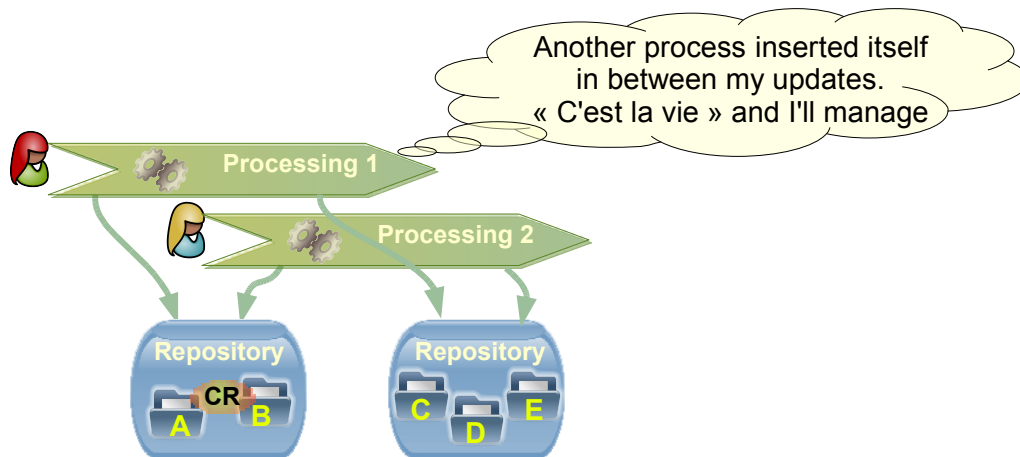 Another process inserted itself
in between my updates.
« C'est la vie » and I'll manage
Processing 1
Processing 2
Repository
Repository
CR
A
B
C
D
E